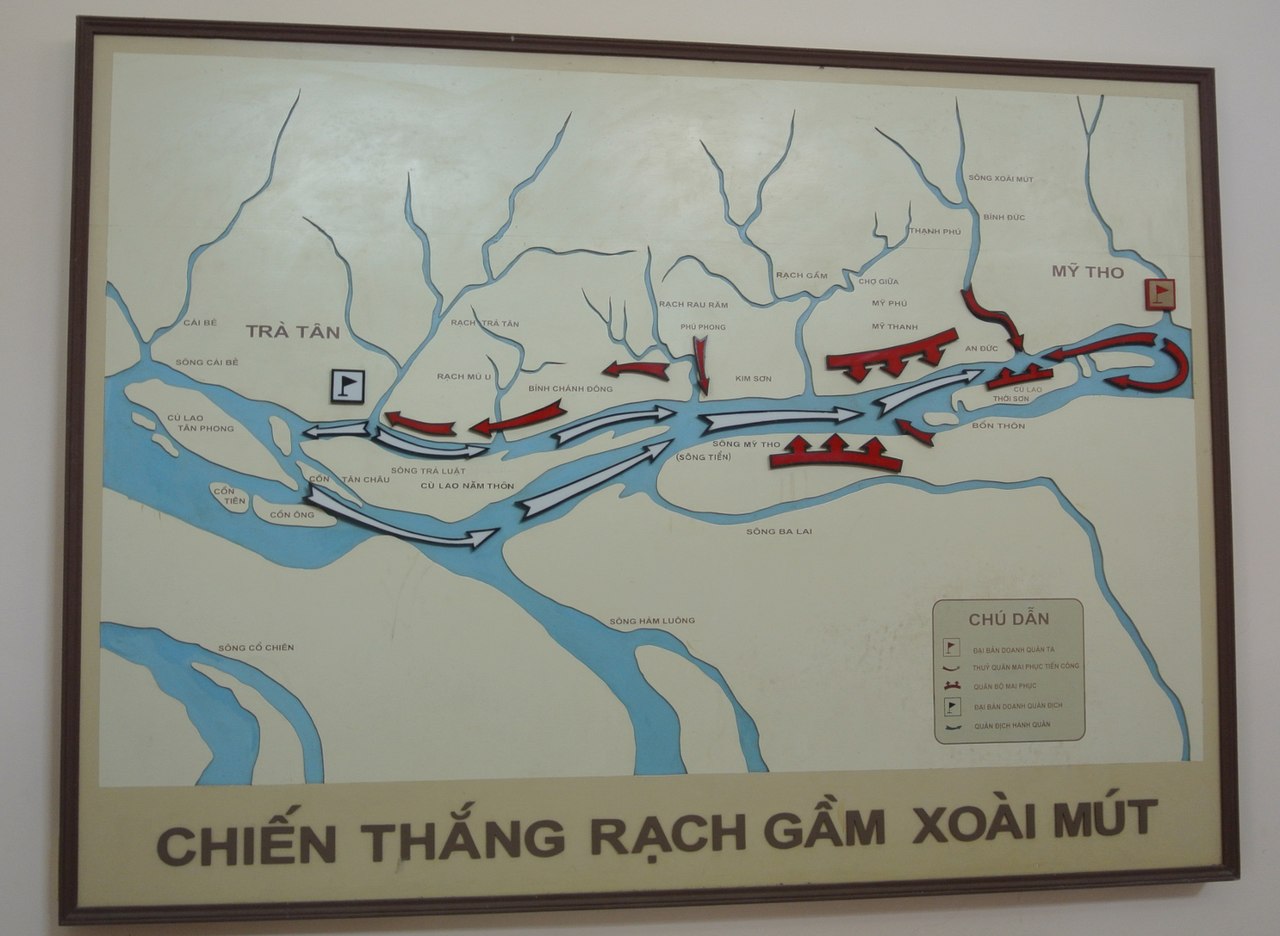 SÔNG XOÀI MÚT
BÌNH ĐỨC
THẠNH PHÚ
MỸ THO
RẠCH GẦM
CHỢ GIỮA
MỸ PHÚ
MỸ THANH
RẠCH RAU RĂM
PHÚ PHONG
CÁI BÈ
TRÀ TÂN
RẠCH TRÀ TÂN
AN ĐỨC
SÔNG CÁI BÈ
RẠCH MÙ U
BÌNH CHÁNH ĐÔNG
KIM SƠN
CÙ LAO
THỚI SƠN
CÙ LAO
TÂN PHONG
BỐN THÔN
SÔNG MỸ THO
(SÔNG TIỀN)
SÔNG TRÀ LUẬT
CỒN TÂN CHÂU
CÙ LAO NĂM THÔN
CỒN
TIÊN
CỒN ÔNG
SÔNG BA LAI
SÔNG HÀM LUÔNG
SÔNG CỔ CHIÊN
CHÚ DẪN
ĐẠI BẢN DOANH QUÂN TA
THUỶ QUÂN MAI PHỤC TIẾN CÔNG
QUÂN BỘ MAI PHỤC
ĐẠI BẢN DOANH QUÂN ĐỊCH
QUÂN ĐỊCH HÀNH QUÂN
CHIẾN THẮNG RẠCH GẦM XOÀI MÚT